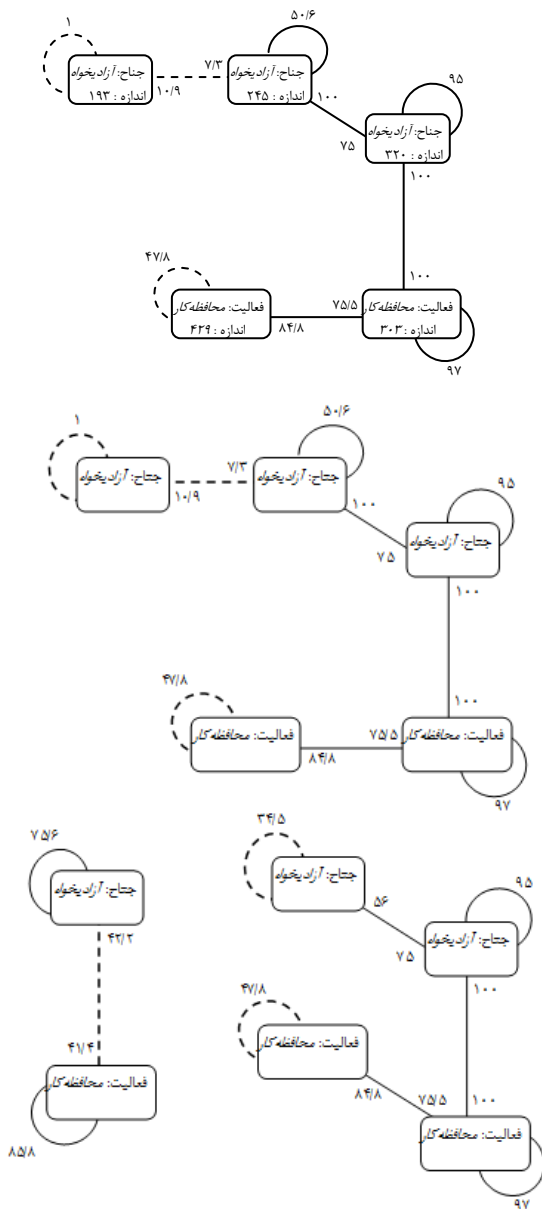 ۱
۵۰/۶
جناح: آزادیخواه
اندازه : ۱۹۳
۱۰/۹
۷/۳
جناح: آزادیخواه
اندازه : ۲۴۵
۱۰۰
۹۵
۷۵
جناح: آزادیخواه
اندازه : ۳۲۰
۱۰۰
۱۰۰
۴۷/۸
فعالیت: محافظه‌کار
اندازه : ۴۲۹
۸۴/۸
۷۵/۵
فعالیت: محافظه‌کار
اندازه : ۳۰۳
۹۷
۱
۵۰/۶
جناح: آزادیخواه
۱۰/۹
۷/۳
جناح: آزادیخواه
۱۰۰
۹۵
۷۵
جناح: آزادیخواه
۱۰۰
۱۰۰
۴۷/۸
فعالیت: محافظه‌کار
۸۴/۸
۷۵/۵
فعالیت: محافظه‌کار
۹۷
۷۵/۶
جناح: آزادیخواه
۴۲/۲
۴۱/۴
فعالیت: محافظه‌کار
۸۵/۸
۳۴/۵
جناح: آزادیخواه
۵۶
۹۵
۷۵
جناح: آزادیخواه
۱۰۰
۴۷/۸
فعالیت: محافظه‌کار
۸۴/۸
۷۵/۵
۱۰۰
فعالیت: محافظه‌کار
۹۷